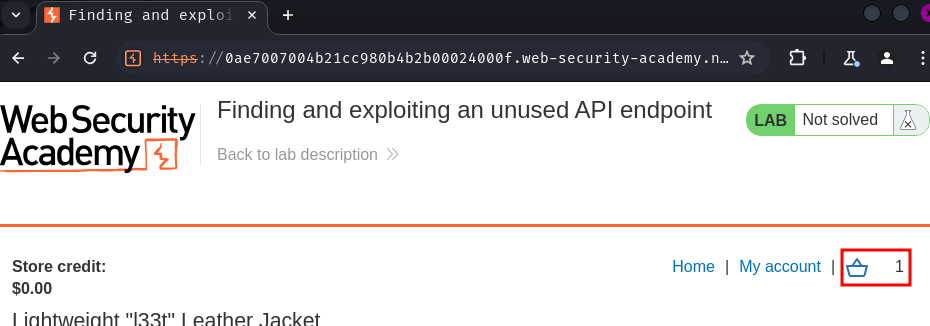 Finding and exploi
https://0ae7007004b21cc980b4b2b00024000f.web-security-academy.n...
Web Security
Academy
Finding and exploiting an unused API endpoint
Back to lab description
LAB Not solved
Store credit:
$0.00
Home | My account | 1
Lightweight "l33t" Leather Jacket